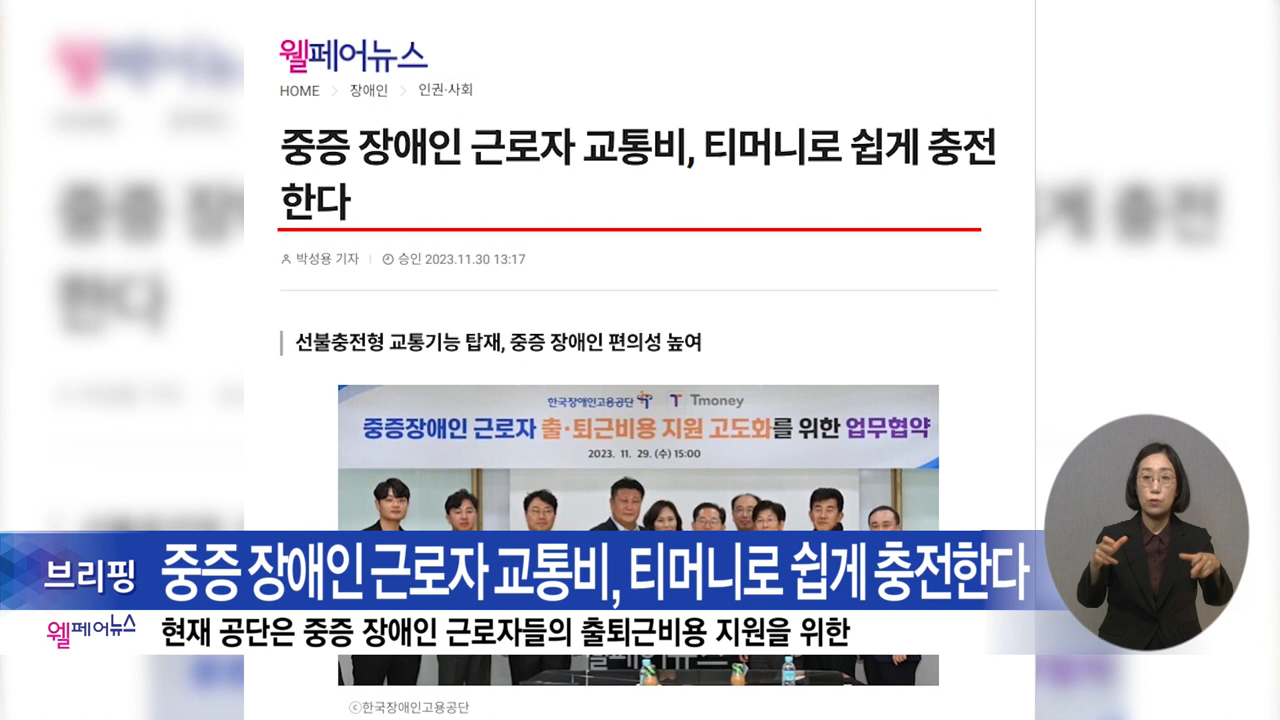 웰페어뉴스
HOME > 장애인 > 인권·사회
중증 장애인 근로자 교통비, 티머니로 쉽게 충전
한다
박성용 기자 승인 2023.11.30 13:17
선불충전형 교통기능 탑재, 중증 장애인 편의성 높여
한국장애인고용공단 Tmoney
중증장애인 근로자 출·퇴근비용 지원 고도화를 위한 업무협약
2023. 11. 29. (수) 15:00
브리핑 중증 장애인 근로자 교통비, 티머니로 쉽게 충전한다
웰페어뉴스 현재 공단은 중증 장애인 근로자들의 출퇴근비용 지원을 위한
웰페어뉴스
ⓒ한국장애인고용공단